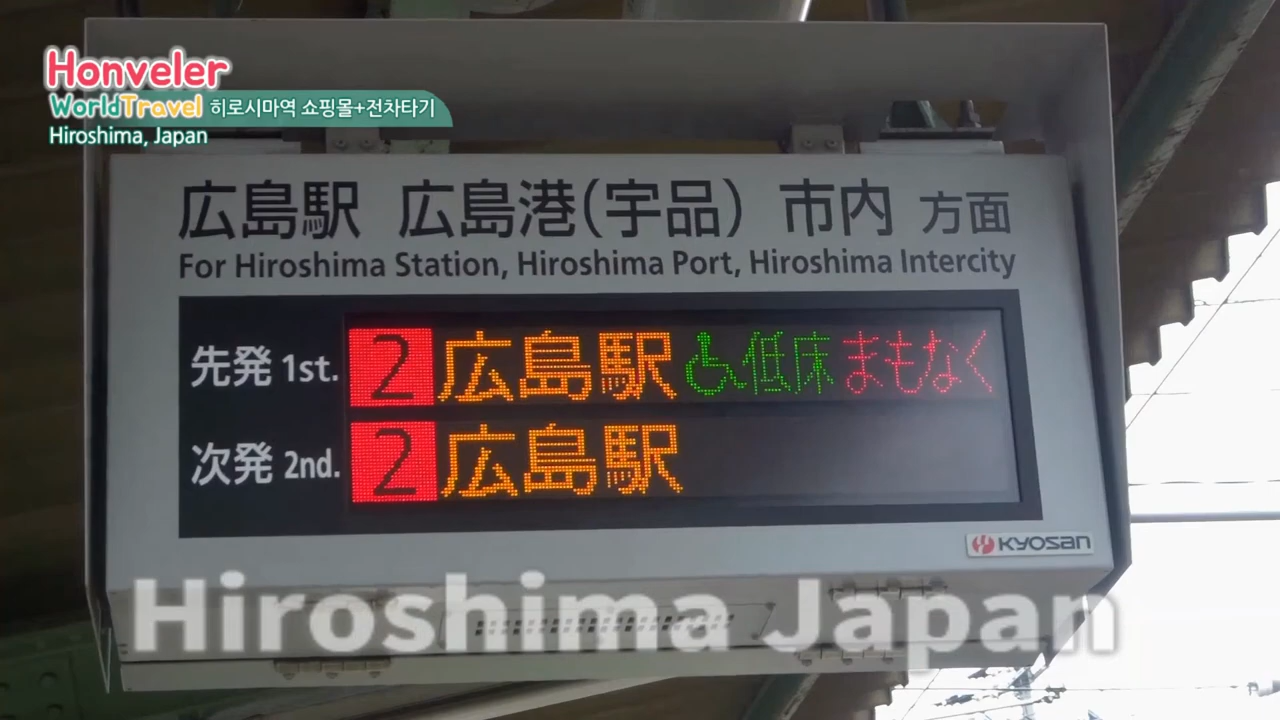 Honveler
WorldTravel 히로시마역 쇼핑몰+전차타기
Hiroshima, Japan
広島駅 広島港(宇品) 市内 方面
For Hiroshima Station, Hiroshima Port, Hiroshima Intercity
先発 1st. 2 広島駅 低床 まもなく
次発 2nd. 2 広島駅
KYOSAN
Hiroshima Japan